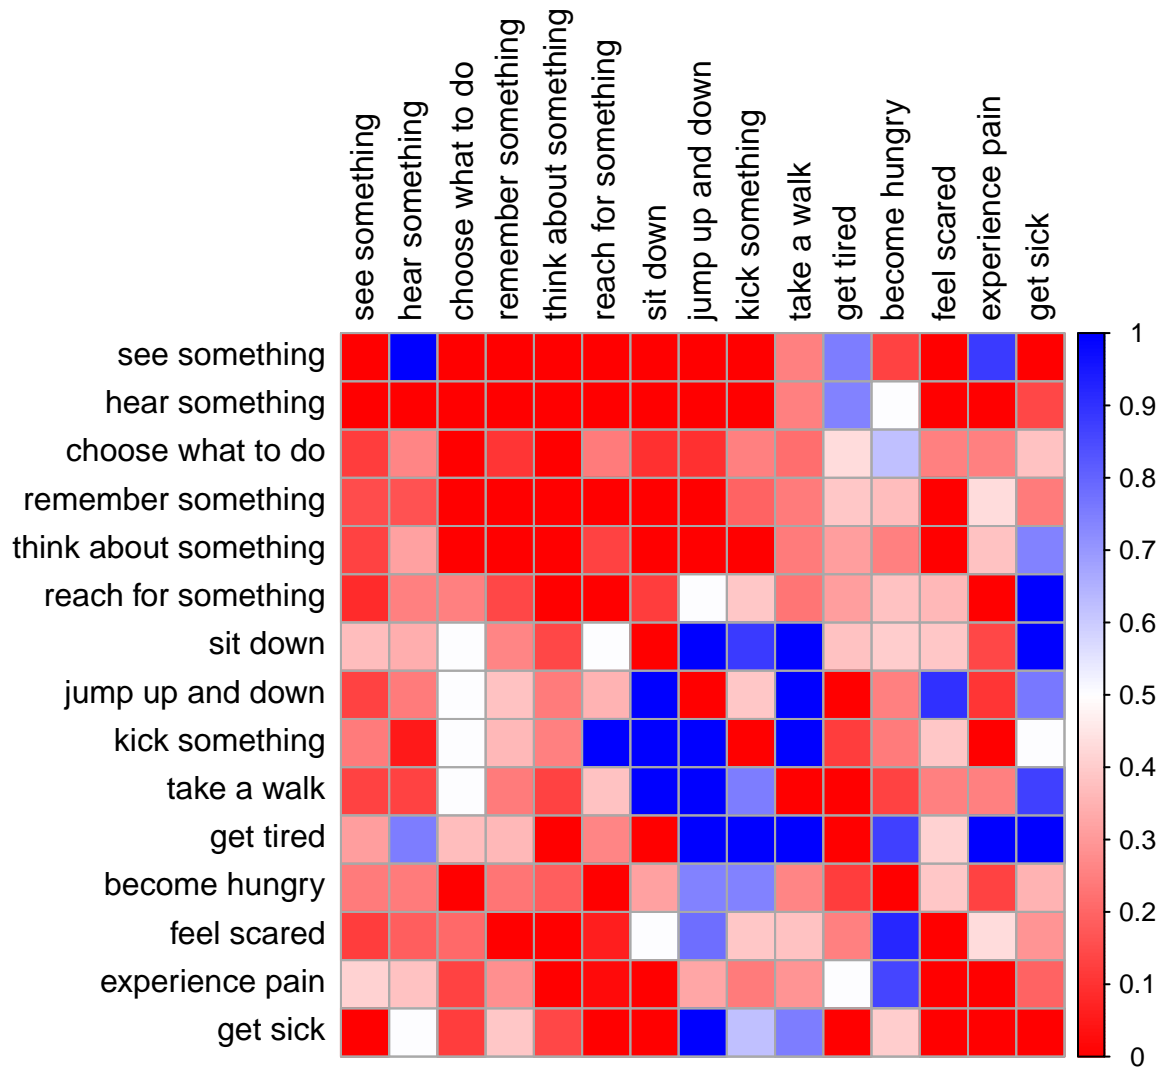 see something
hear something
choose what to do
remember something
think about something
reach for something
sit down
jump up and down
kick something
take a walk
get tired
become hungry
feel scared
experience pain
get sick
see something
hear something
choose what to do
remember something
think about something
reach for something
sit down
jump up and down
kick something
take a walk
get tired
become hungry
feel scared
experience pain
get sick
1
0.9
0.8
0.7
0.6
0.5
0.4
0.3
0.2
0.1
0